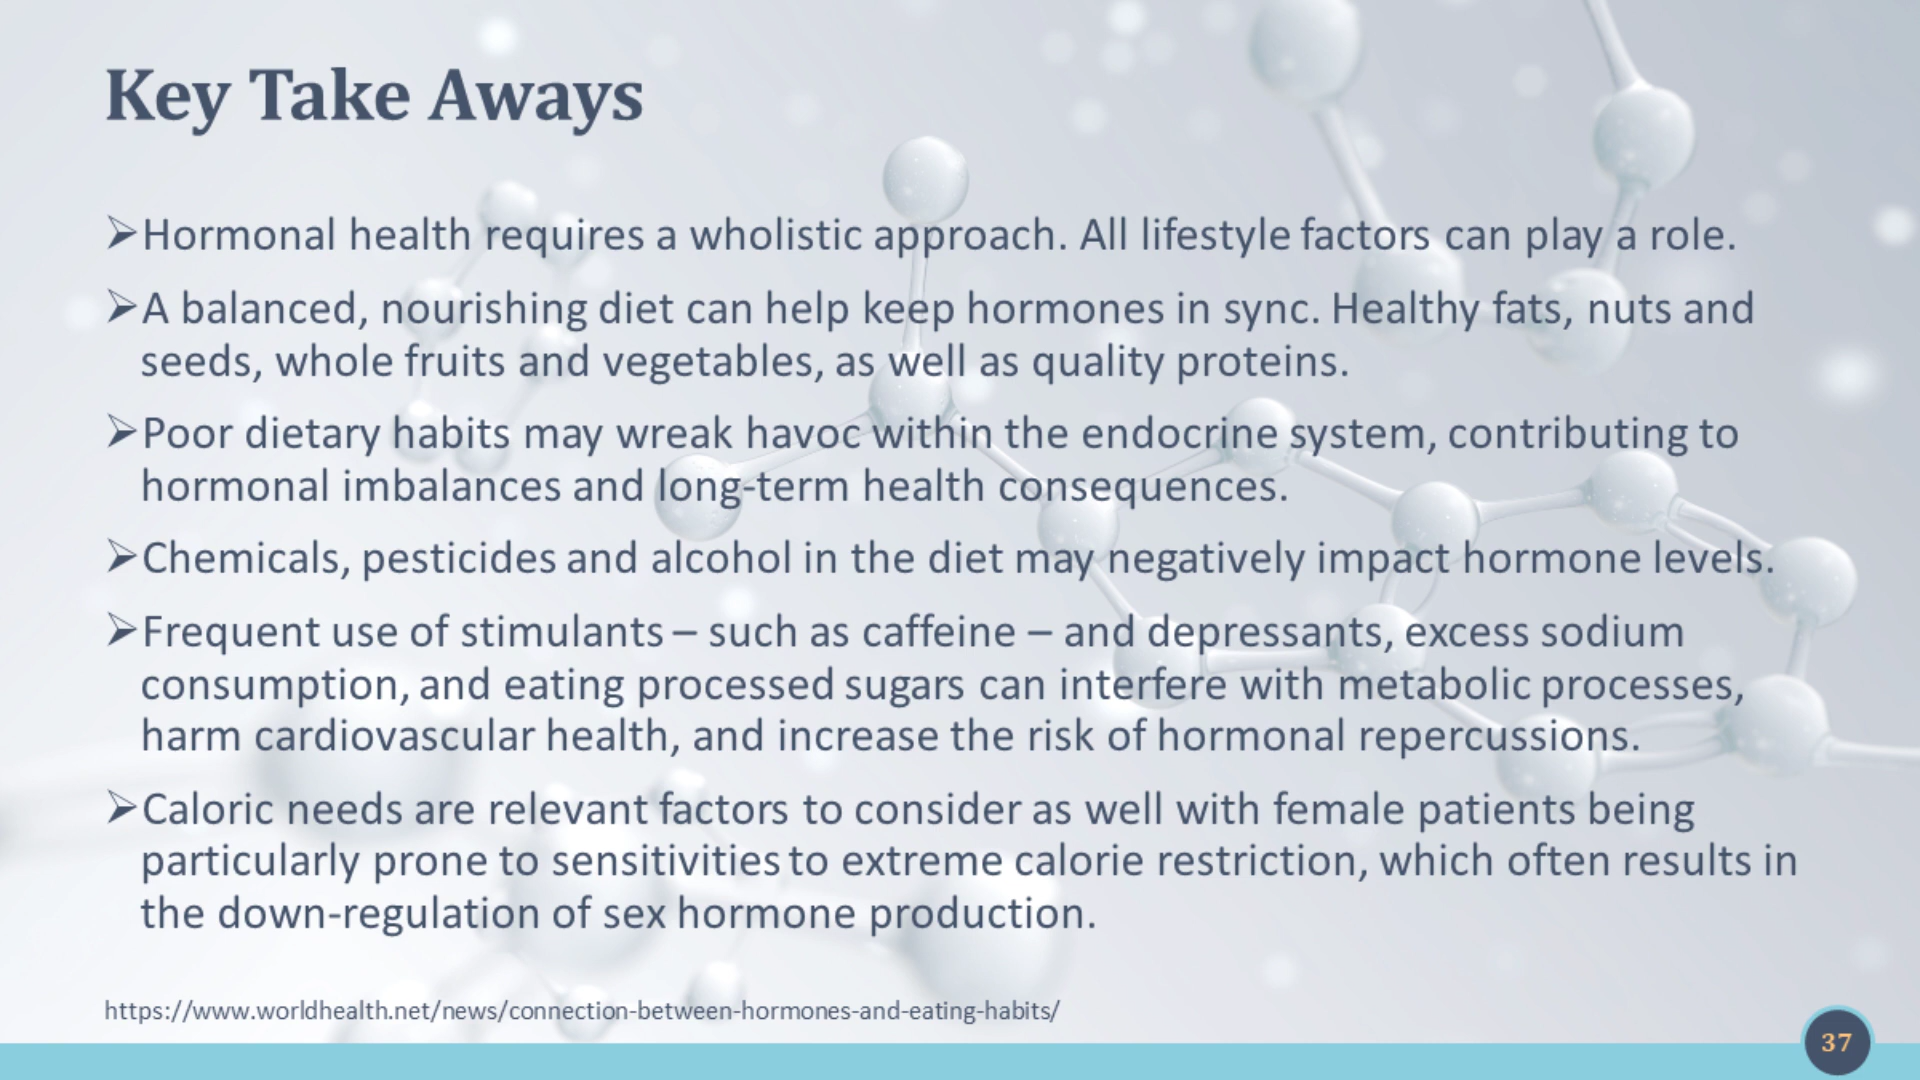 Key Take Aways
➢Hormonal health requires a wholistic approach. All lifestyle factors can play a role.
➢A balanced, nourishing diet can help keep hormones in sync. Healthy fats, nuts and
seeds, whole fruits and vegetables, as well as quality proteins.
➢Poor dietary habits may wreak havoc within the endocrine system, contributing to
hormonal imbalances and long-term health consequences.
➢Chemicals, pesticides and alcohol in the diet may negatively impact hormone levels.
➢Frequent use of stimulants – such as caffeine – and depressants, excess sodium
consumption, and eating processed sugars can interfere with metabolic processes,
harm cardiovascular health, and increase the risk of hormonal repercussions.
➢Caloric needs are relevant factors to consider as well with female patients being
particularly prone to sensitivities to extreme calorie restriction, which often results in
the down-regulation of sex hormone production.
https://www.worldhealth.net/news/connection-between-hormones-and-eating-habits/
37